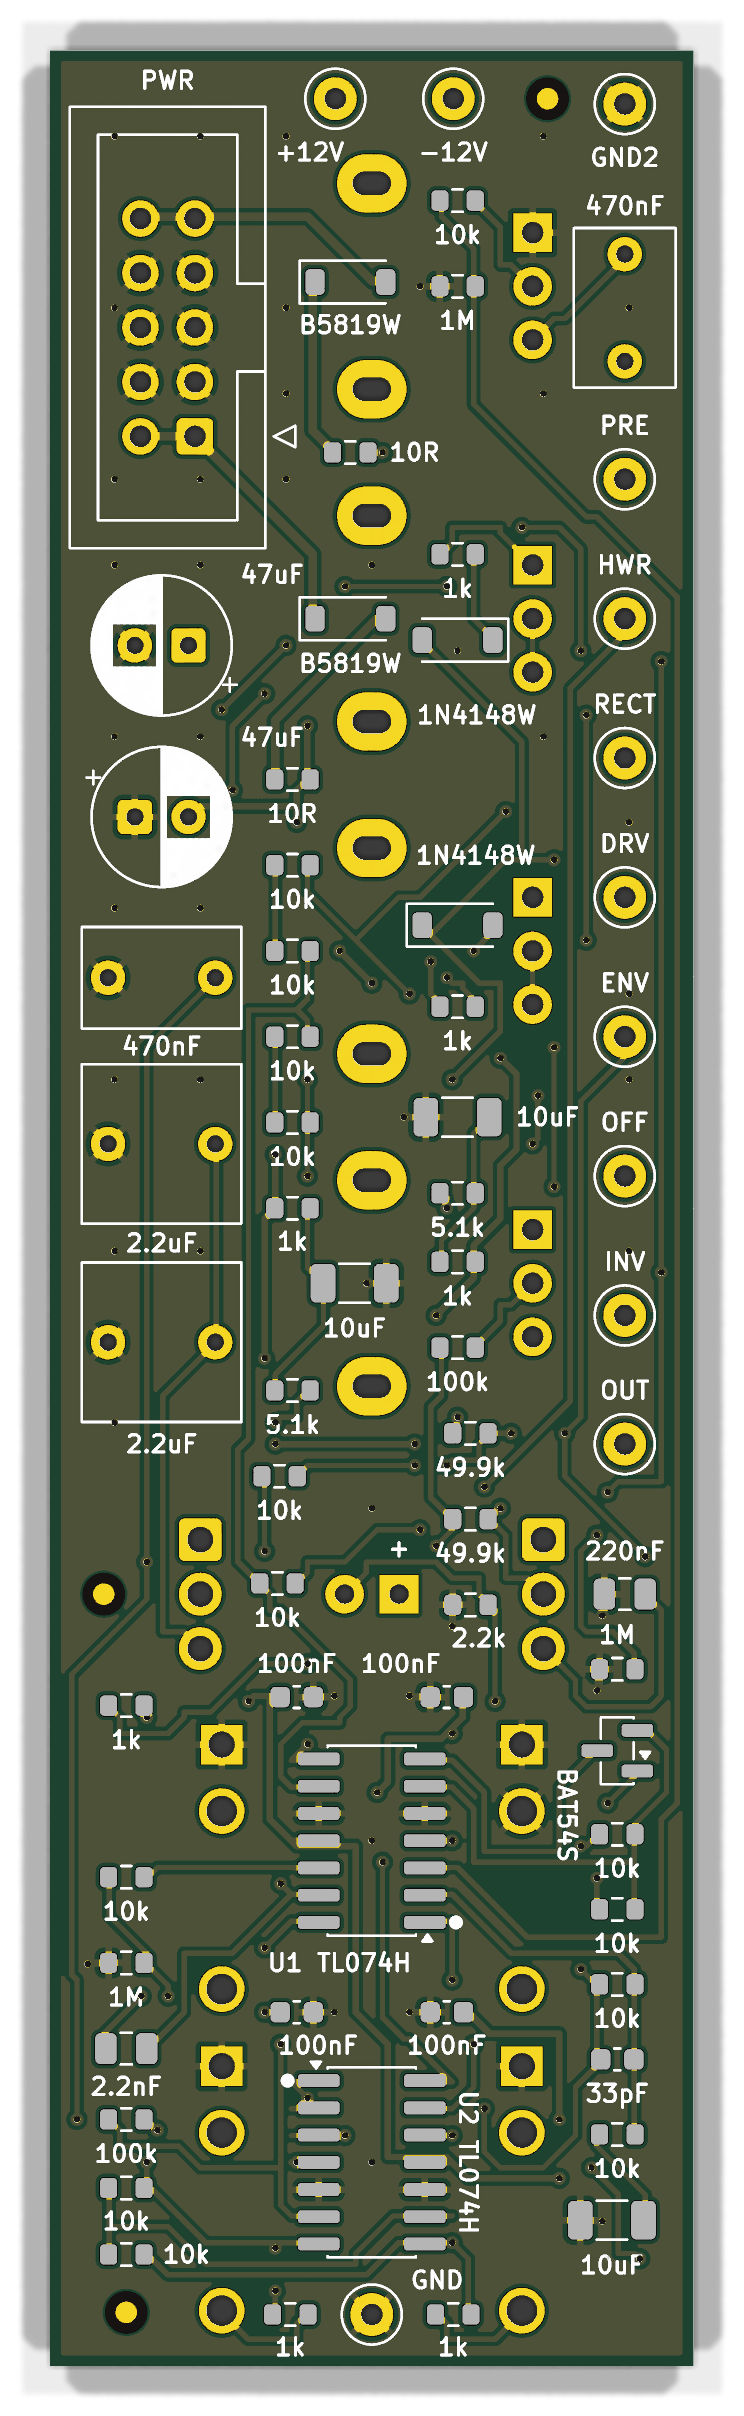 PWR
+12V
-12V
GND2
470nF
10k
B5819W
1M
10R
PRE
47uF
1k
HWR
B5819W
+
1N4148W
RECT
47uF
+
10R
1N4148W
DRV
10k
10k
ENV
470nF
10k
1k
10uF
OFF
10k
5.1k
2.2uF
1k
1k
INV
10uF
100k
OUT
5.1k
2.2uF
49.9k
10k
49.9k
+
220nF
10k
2.2k
1M
100nF
100nF
1k
BAT54S
10k
10k
10k
U1 TL074H
1M
10k
100nF
100nF
2.2nF
33pF
U2 TL074H
100k
10k
10k
10k
10uF
GND
1k
1k